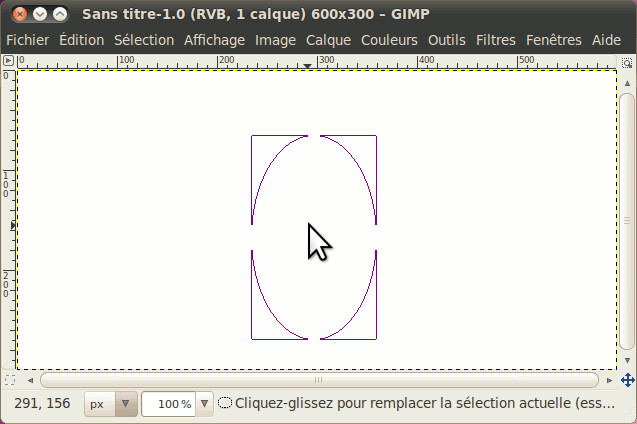 Sans titre-1.0 (RVB, 1 calque) 600x300 – GIMP
Fichier Édition Sélection Affichage Image Calque Couleurs Outils Filtres Fenêtres Aide
0 100 200 300 400 500
0
100
200
291, 156 px 100 % Cliquez-glissez pour remplacer la sélection actuelle (ess…